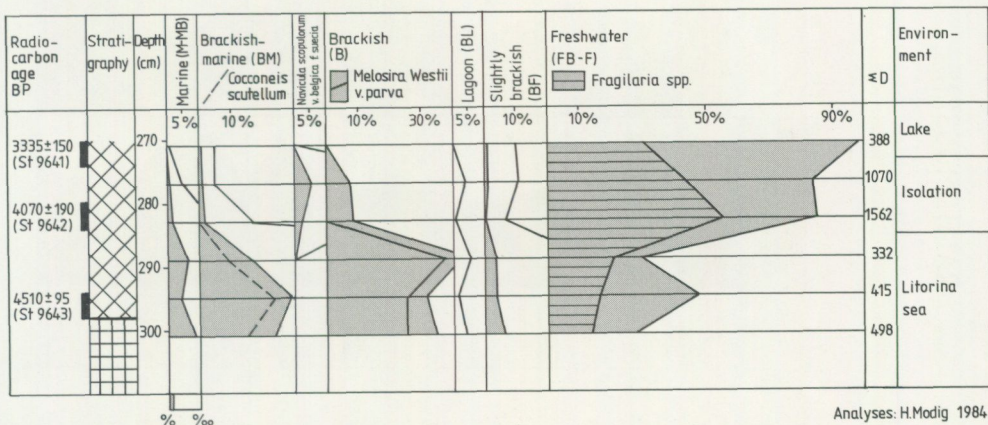 Radio-
carbon
age
BP
Strati-
graphy
Depth
(cm)
Marine (M-MB)
Brackish-
marine (BM)
Cocconeis
scutellum
Navicula scopulorum
v. belgica f. suecia
Brackish
(B)
Melosira Westii
v. parva
Lagoon (BL)
Slightly
brackish
(BF)
Freshwater
(FB-F)
Fragilaria spp.
ΣD
Environ-
ment
5% 10% 5% 10% 30% 5% 10% 10% 50% 90%
3335±150
(St 9641)
4070±190
(St 9642)
4510±95
(St 9643)
270
280
290
300
388
1070
1562
332
415
498
Lake
Isolation
Litorina
sea
% ‰
Analyses: H.Modig 1984